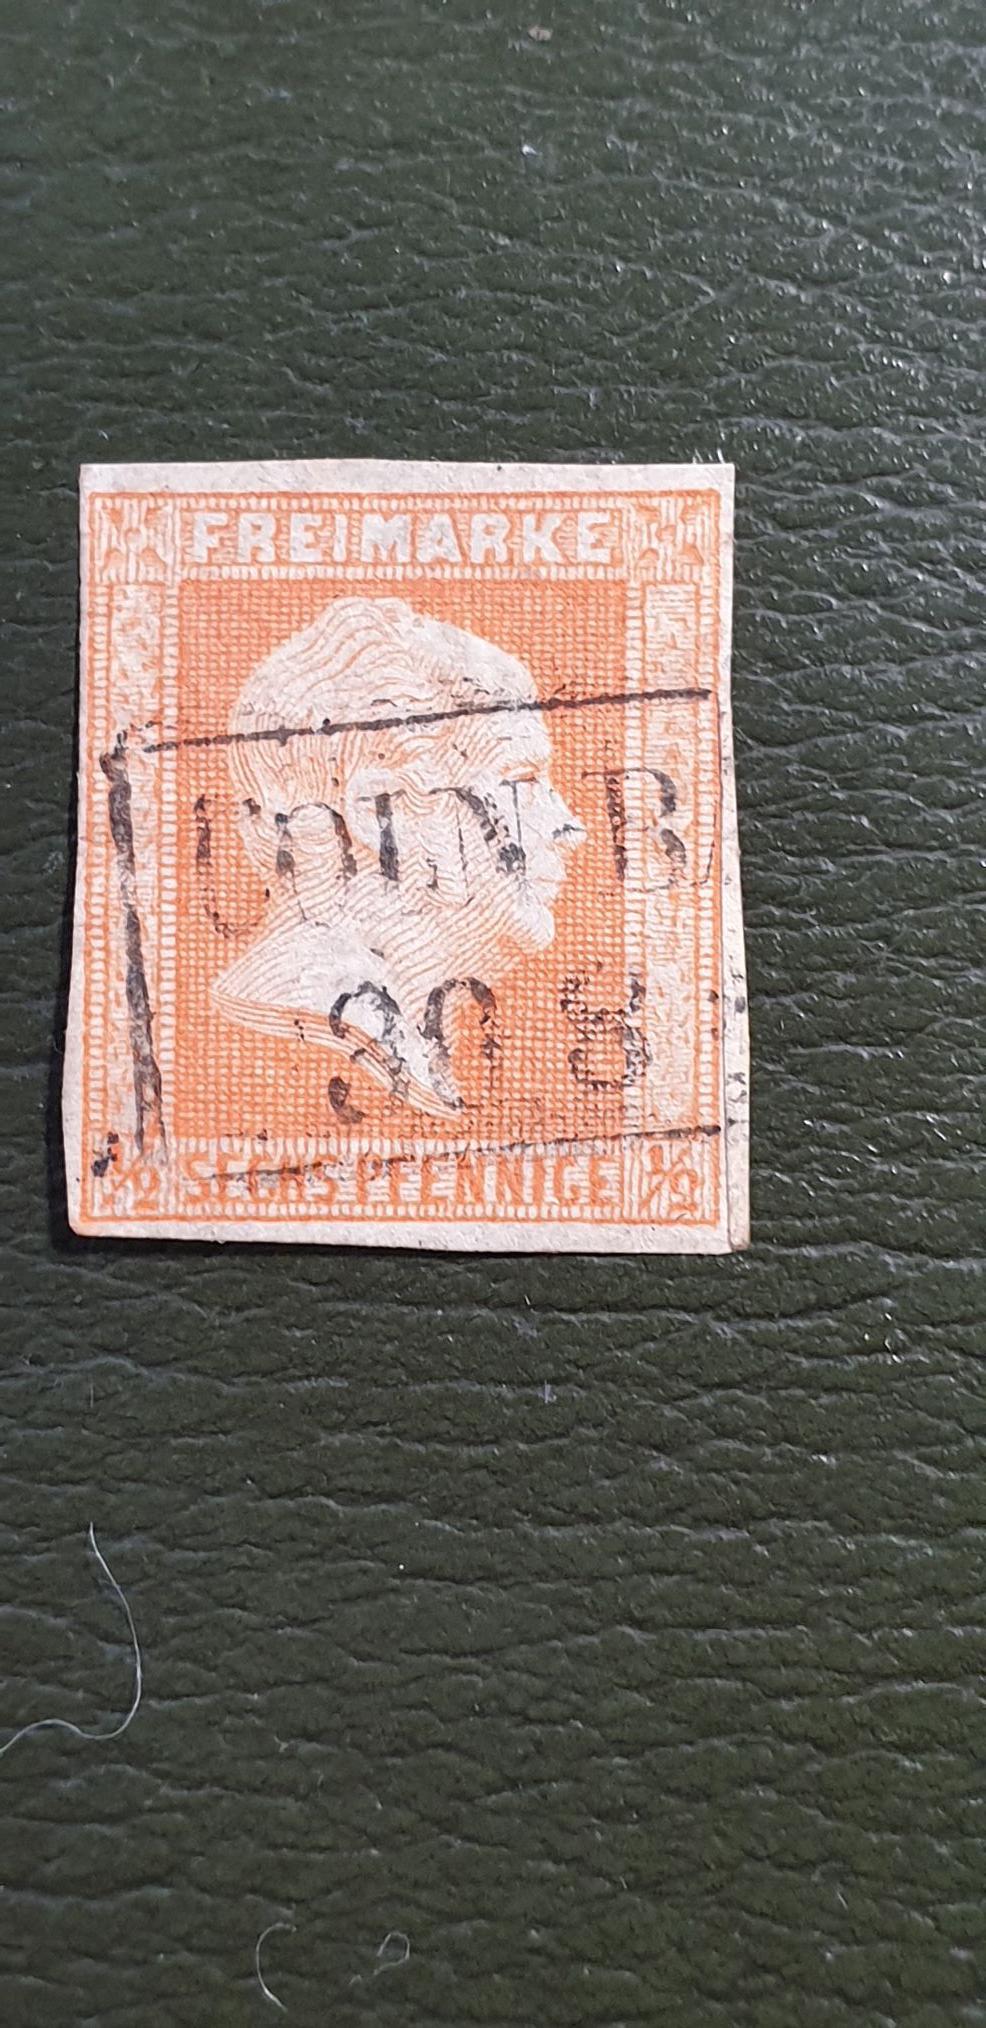 FREIMARKE
CÖLN B
30 8
1/2 SECHS PFENNIGE 1/2